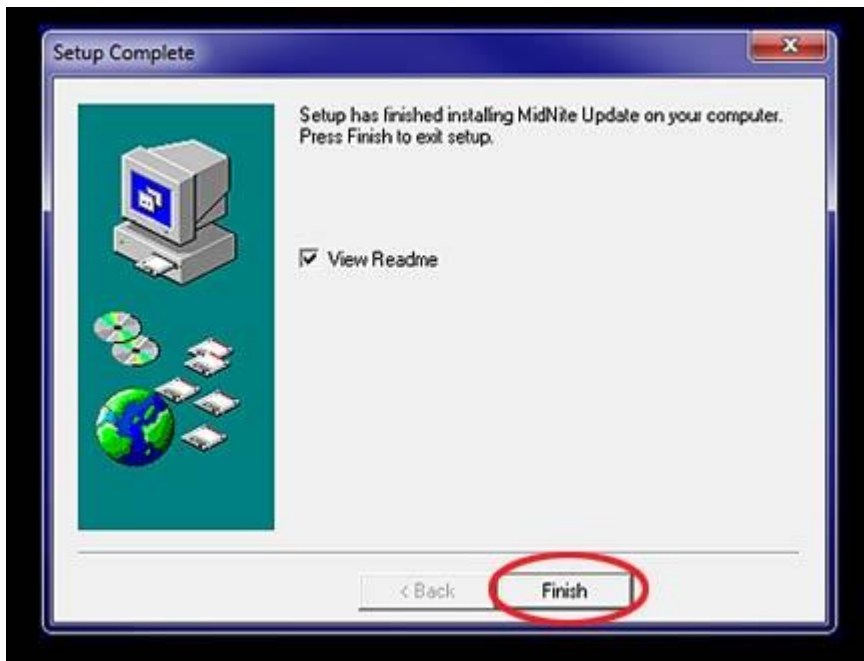 Setup Complete
Setup has finished installing MidNite Update on your computer.
Press Finish to exit setup.
View Readme
< Back
Finish